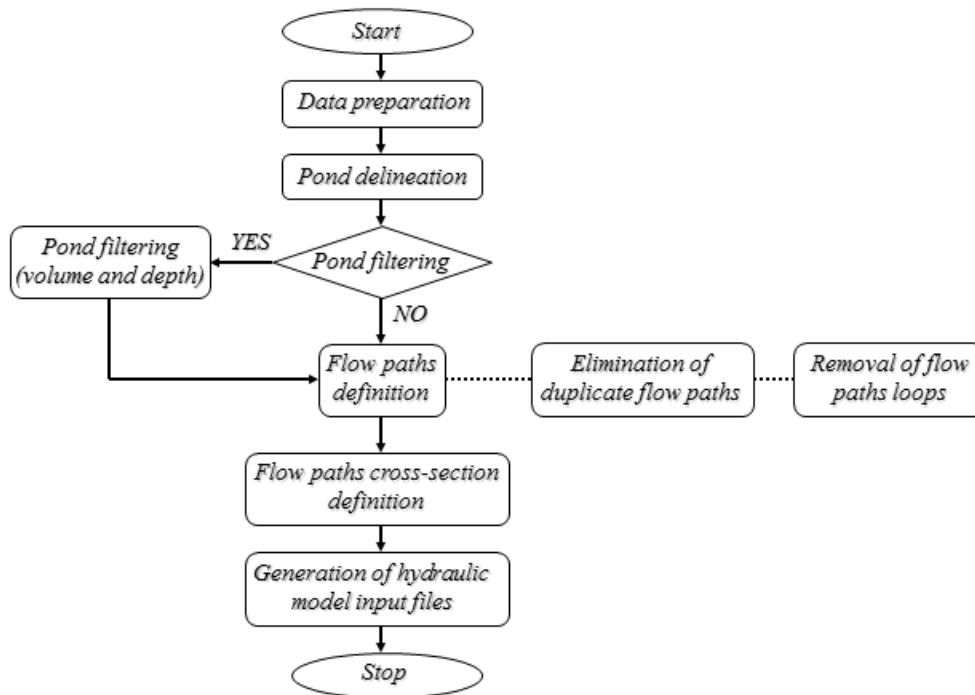 Start
Data preparation
Pond delineation
YES
Pond filtering
(volume and depth)
Pond filtering
NO
Flow paths
definition
Elimination of
duplicate flow paths
Removal of flow
paths loops
Flow paths cross-section
definition
Generation of hydraulic
model input files
Stop